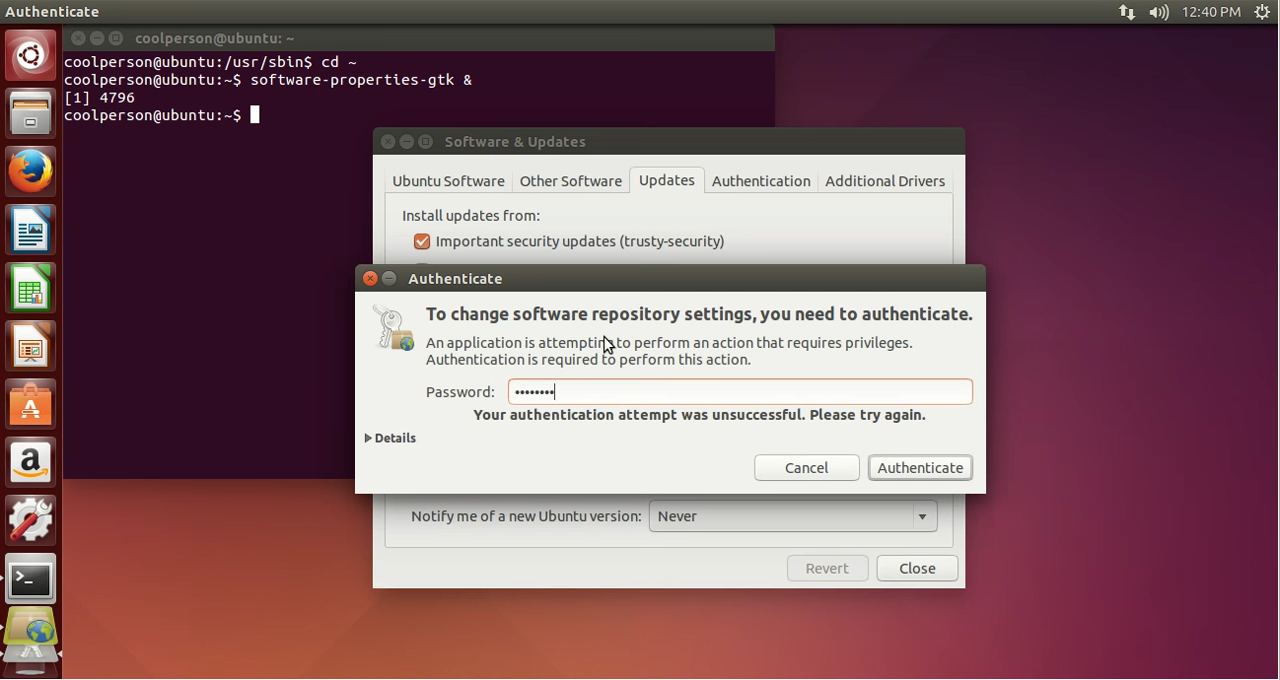 Authenticate
12:40 PM
coolperson@ubuntu: ~
coolperson@ubuntu:/usr/sbin$ cd ~
coolperson@ubuntu:~$ software-properties-gtk &
[1] 4796
coolperson@ubuntu:~$
Software & Updates
Ubuntu Software
Other Software
Updates
Authentication
Additional Drivers
Install updates from:
Important security updates (trusty-security)
Authenticate
To change software repository settings, you need to authenticate.
An application is attempting to perform an action that requires privileges.
Authentication is required to perform this action.
Password: ••••••••
Your authentication attempt was unsuccessful. Please try again.
Details
Cancel
Authenticate
Notify me of a new Ubuntu version: Never
Revert
Close